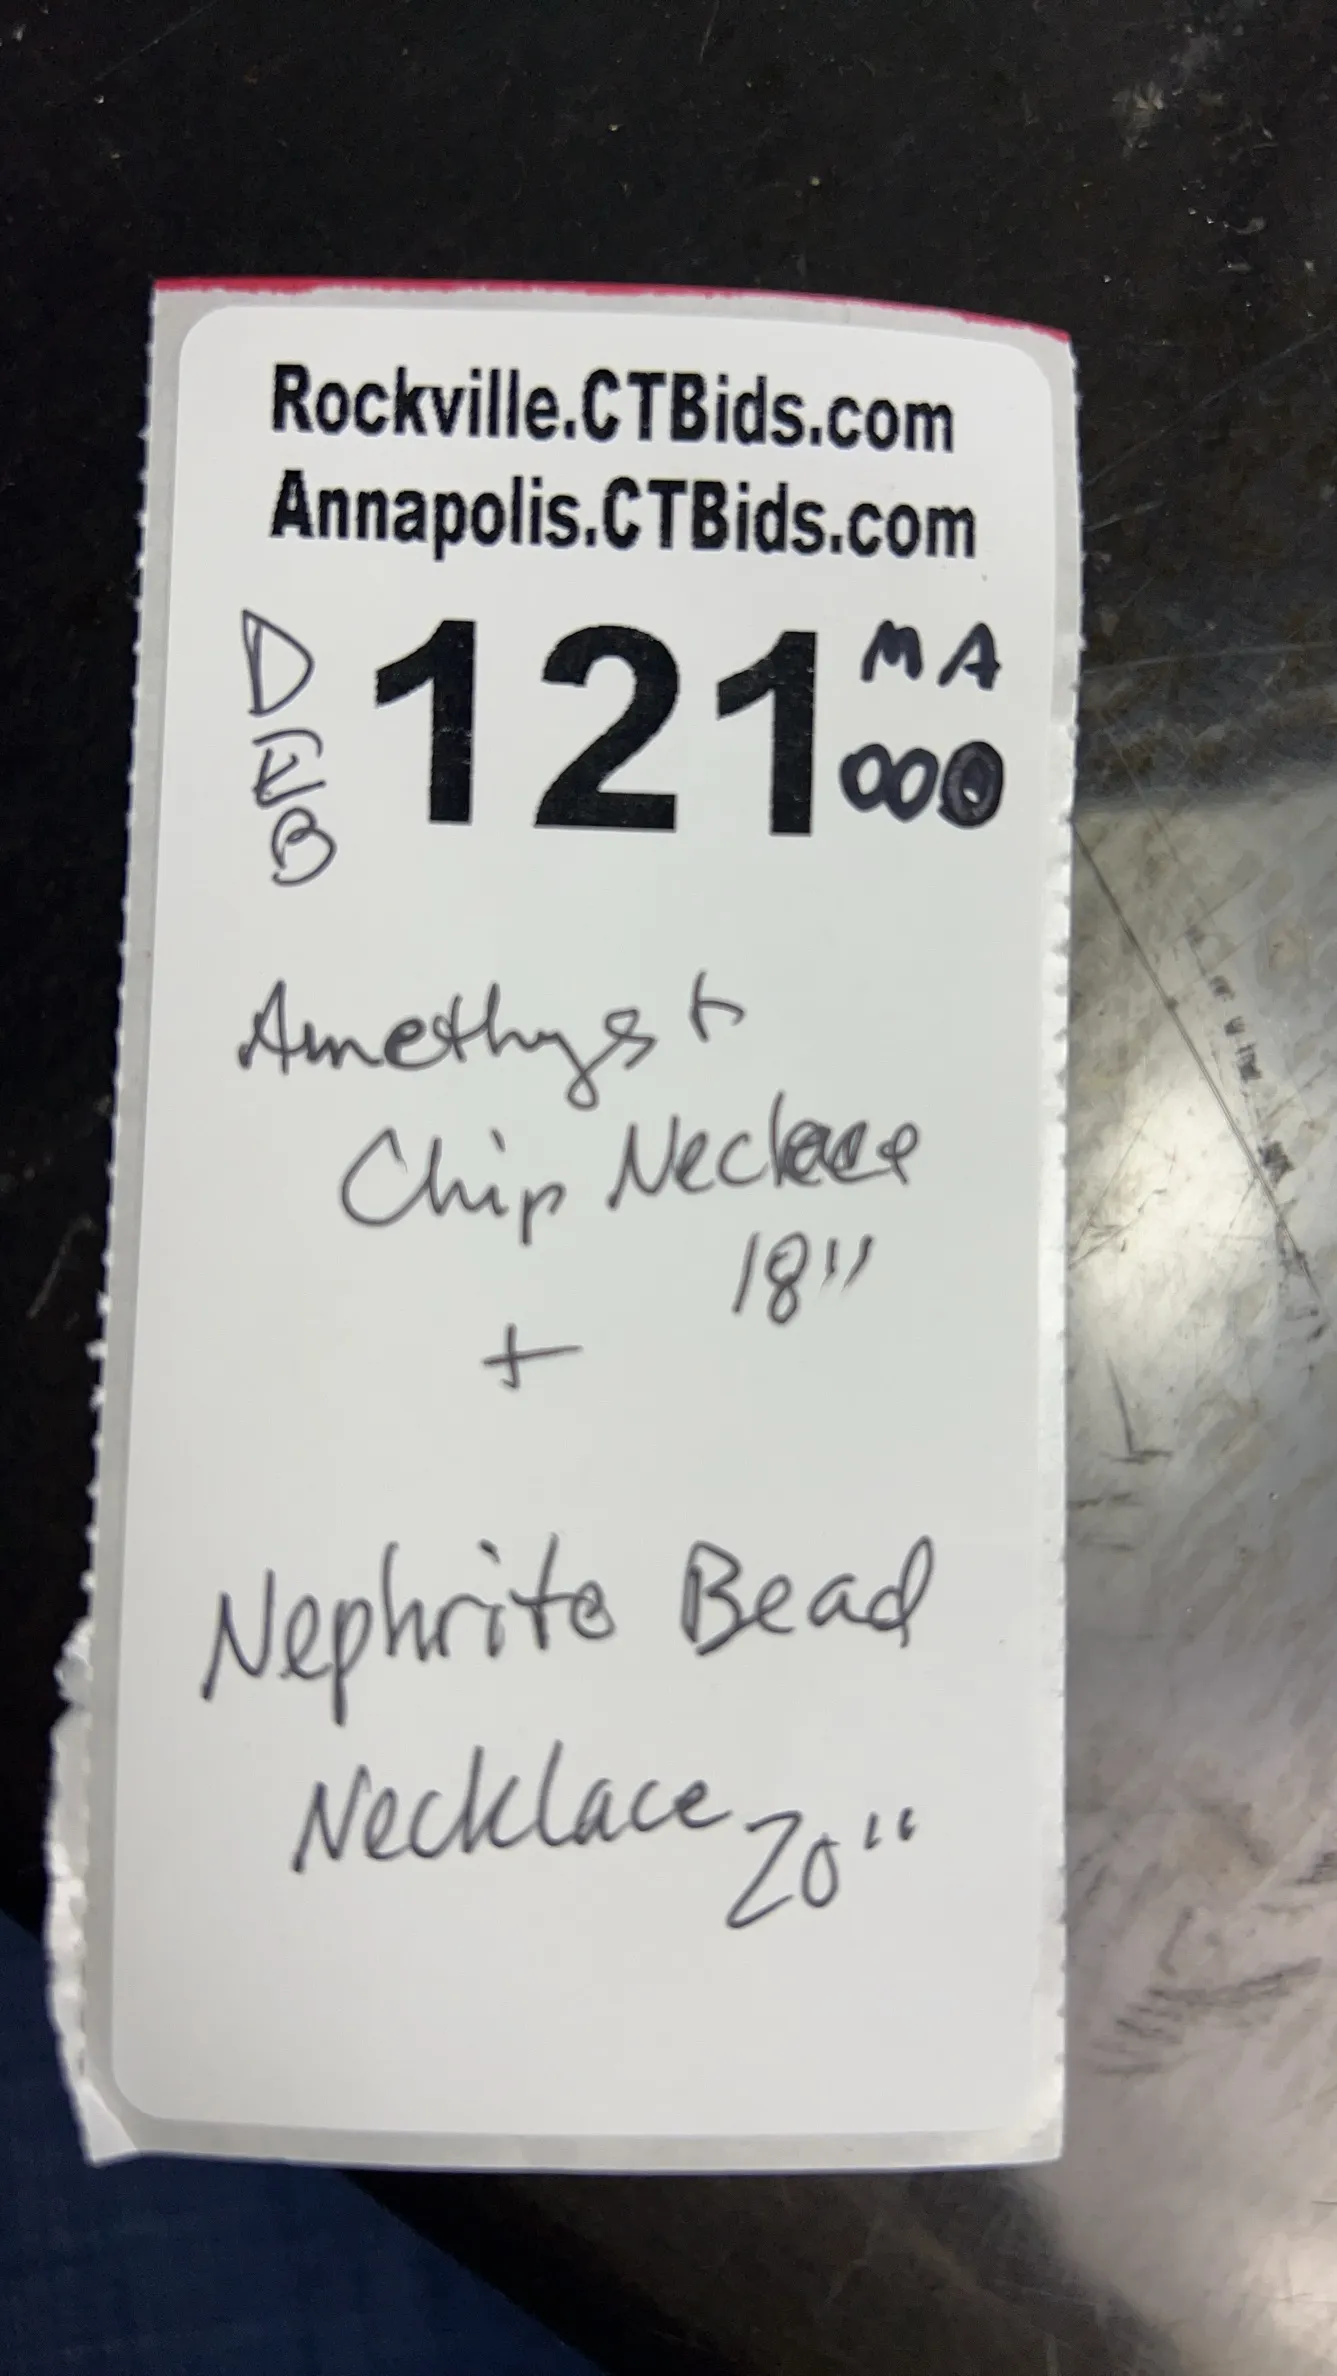 Rockville.CTBids.com
Annapolis.CTBids.com
DEB 121 MA
000
Amethyst
Chip Necklace
18"
+
Nephrite Bead
Necklace 20"